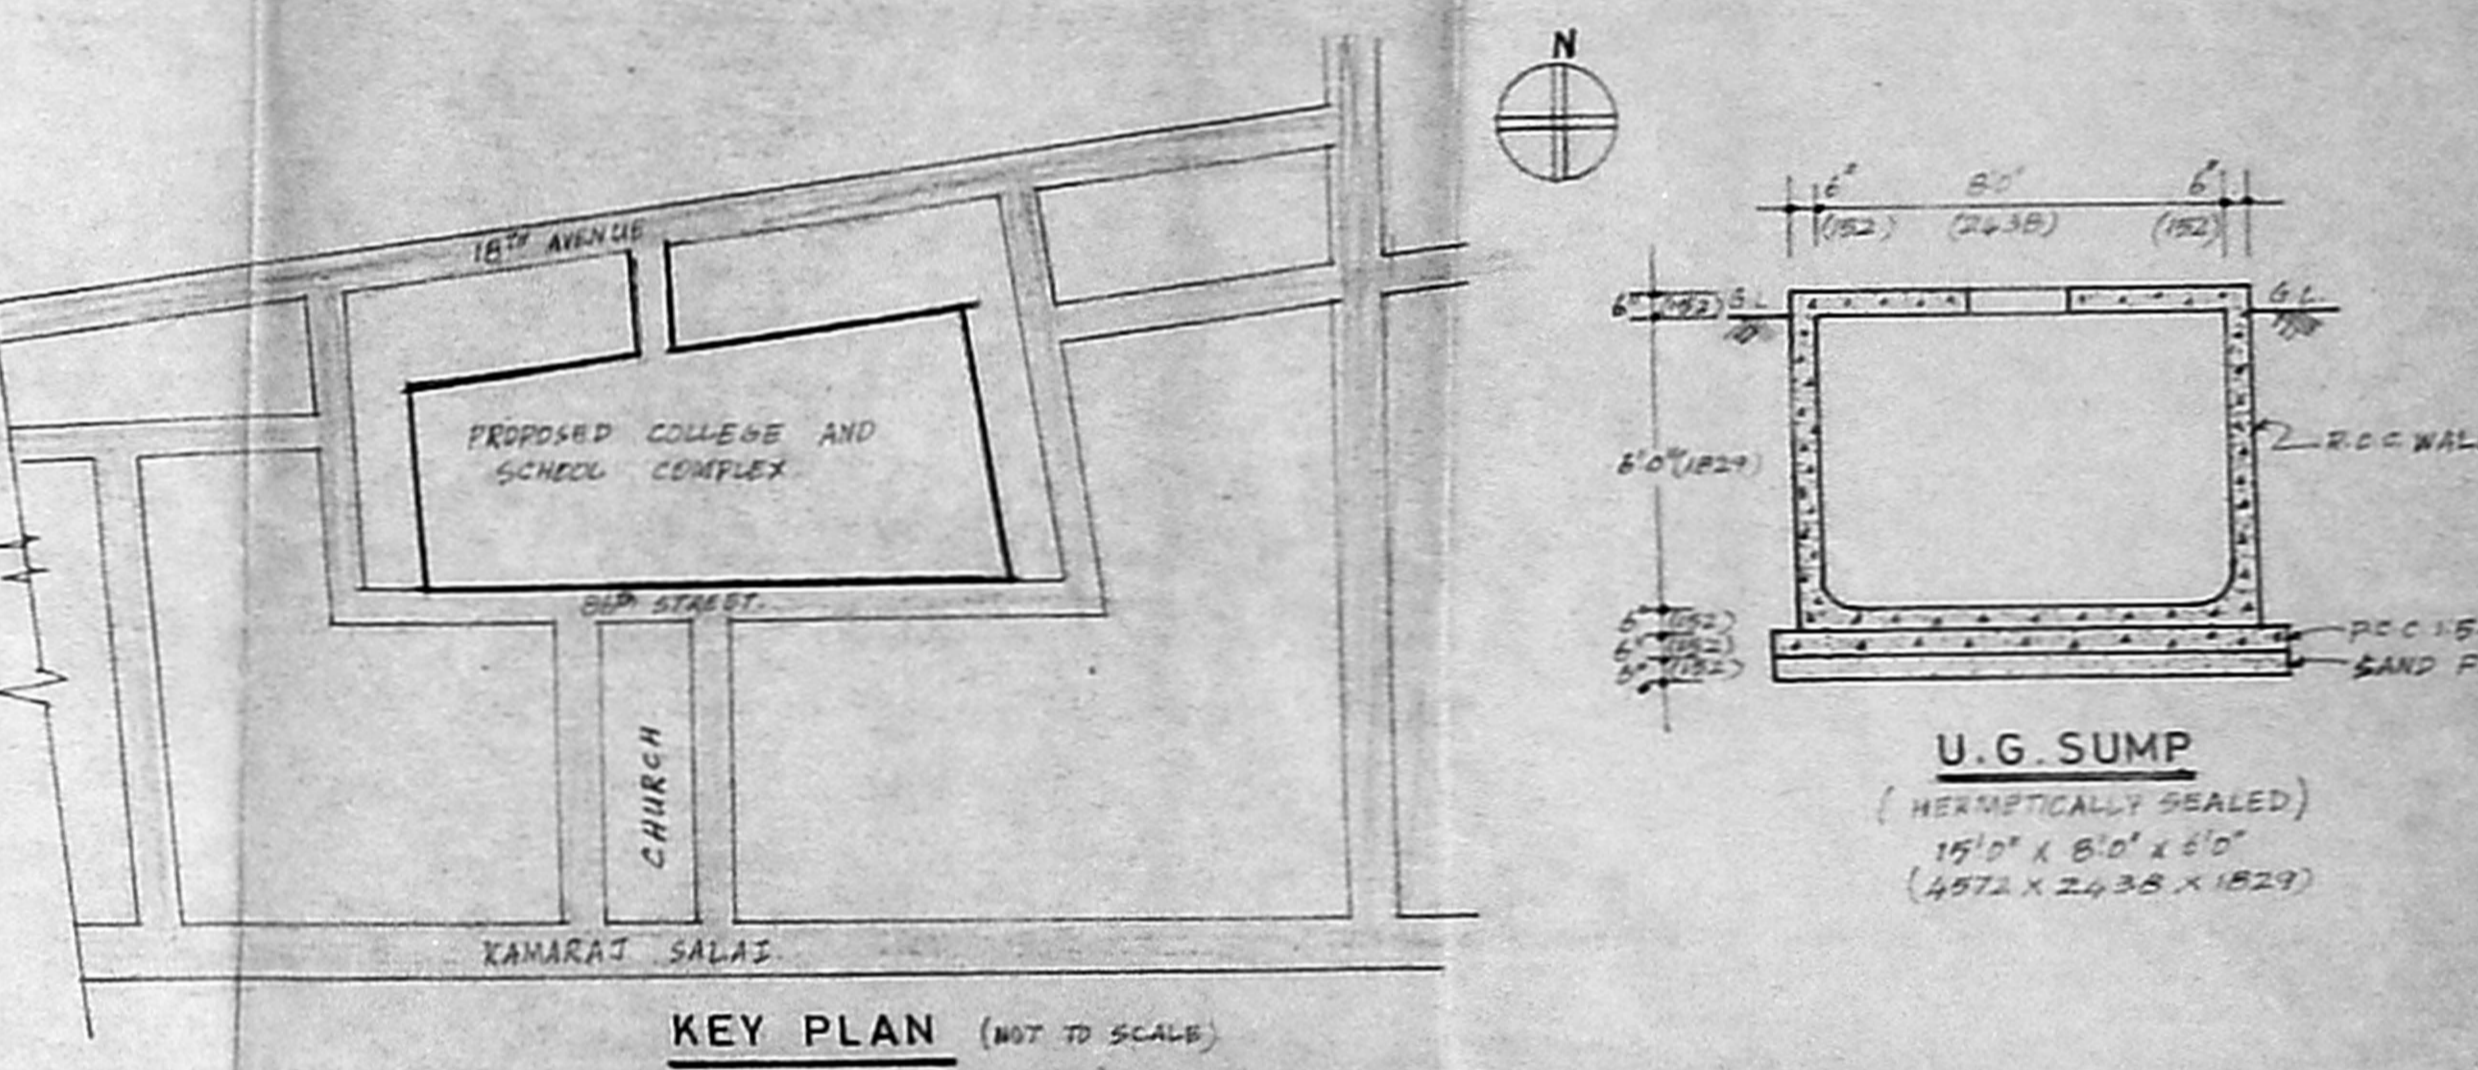 N
18TH AVENUE
PROPOSED COLLEGE AND
SCHOOL COMPLEX
86TH STREET.
CHURCH
KAMARAJ SALAI
KEY PLAN (NOT TO SCALE)
6" 8'0" 6"
(152) (2438) (152)
6" (152) G.L. G.L.
6'0" (1829)
R.C.C. WAL
6" (152)
6" (152)
6" (152)
P.C.C 1:5
SAND F
U.G. SUMP
(HERMETICALLY SEALED)
15'0" X 8'0" X 6'0"
(4572 X 2438 X 1829)